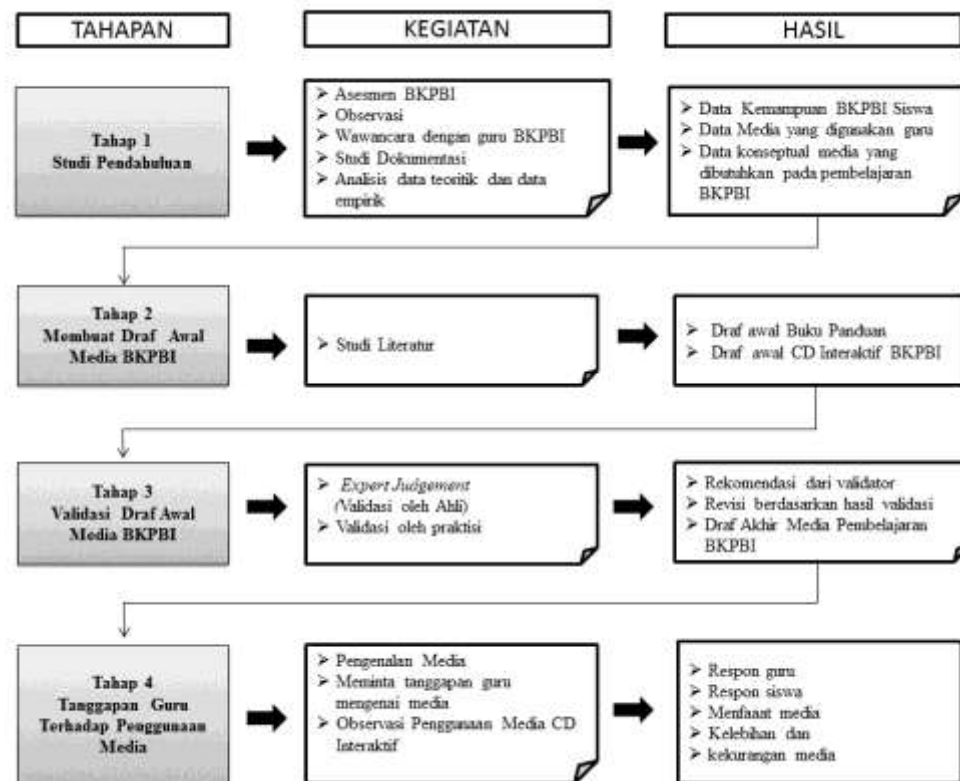 TAHAPAN
KEGIATAN
HASIL
Tahap 1
Studi Pendahuluan
➢ Asesmen BKPBI
➢ Observasi
➢ Wawancara dengan guru BKPBI
➢ Studi Dokumentasi
➢ Analisis data teoritik dan data
empirik
➢ Data Kemampuan BKPBI Siswa
➢ Data Media yang digunakan guru
➢ Data konseptual media yang
dibutuhkan pada pembelajaran
BKPBI
Tahap 2
Membuat Draf Awal
Media BKPBI
➢ Studi Literatur
➢ Draf awal Buku Panduan
➢ Draf awal CD Interaktif BKPBI
Tahap 3
Validasi Draf Awal
Media BKPBI
➢ Expert Judgement
(Validasi oleh Ahli)
➢ Validasi oleh praktisi
➢ Rekomendasi dari validator
➢ Revisi berdasarkan hasil validasi
➢ Draf Akhir Media Pembelajaran
BKPBI
Tahap 4
Tanggapan Guru
Terhadap Penggunaan
Media
➢ Pengenalan Media
➢ Meminta tanggapan guru
mengenai media
➢ Observasi Penggunaan Media CD
Interaktif
➢ Respon guru
➢ Respon siswa
➢ Menfaaat media
➢ Kelebihan dan
➢ kekurangan media